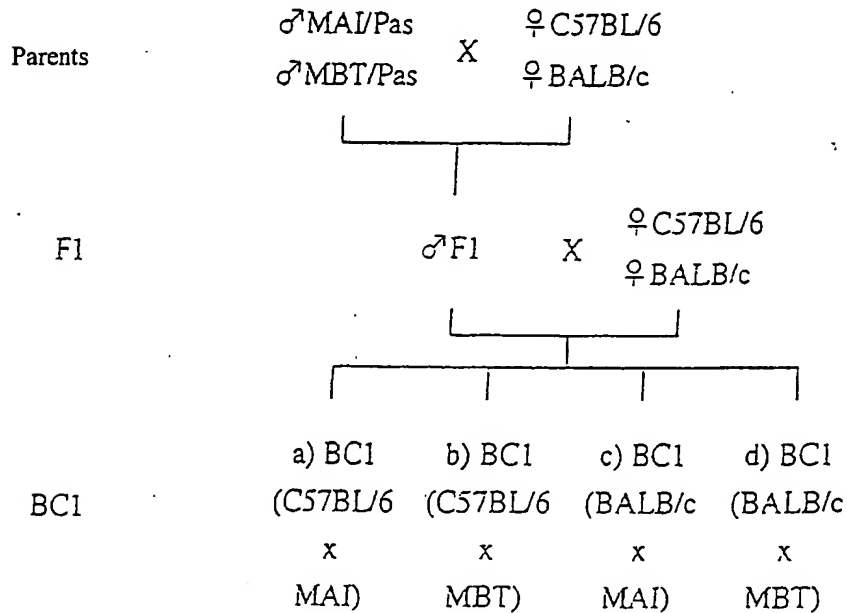 Parents
♂MAI/Pas X ♀C57BL/6
♂MBT/Pas ♀BALB/c
F1 ♂F1 X ♀C57BL/6
♀BALB/c
a) BC1 b) BC1 c) BC1 d) BC1
BC1 (C57BL/6 (C57BL/6 (BALB/c (BALB/c
x x x x
MAI) MBT) MAI) MBT)